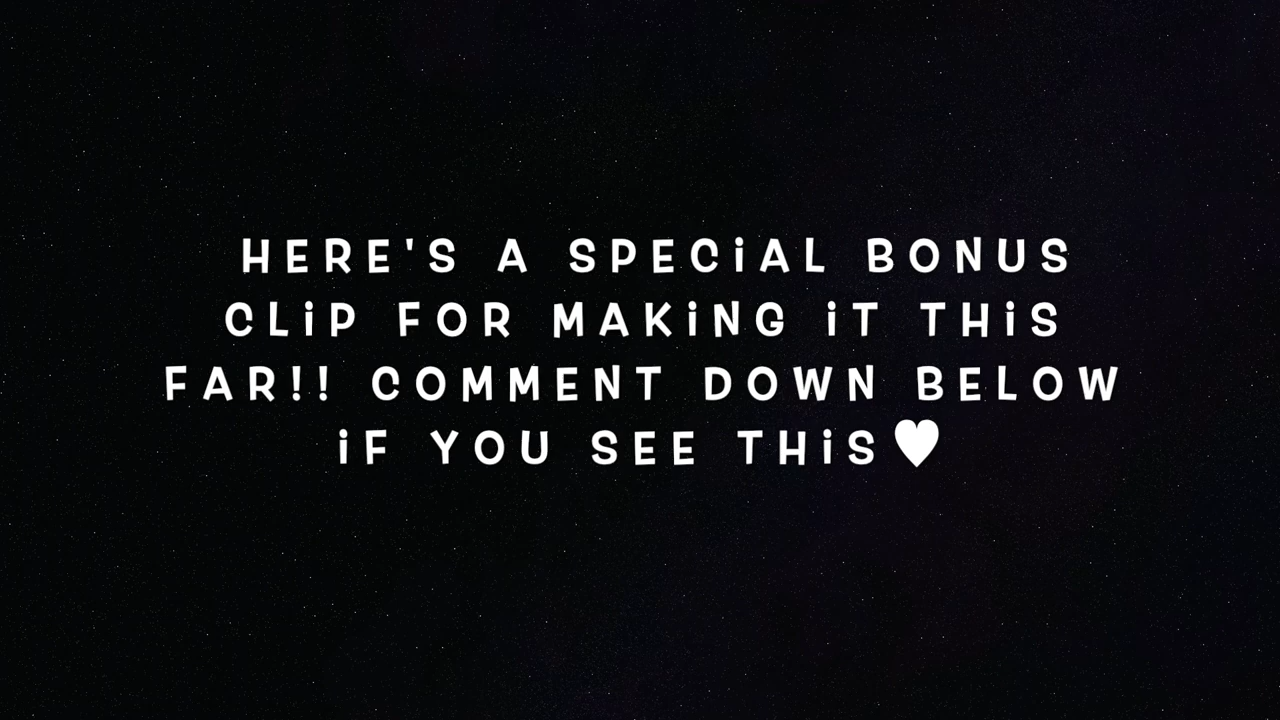 HERE'S A SPECiAL BONUS
CLiP FOR MAKiNG iT THiS
FAR!! COMMENT DOWN BELOW
iF YOU SEE THiS♥